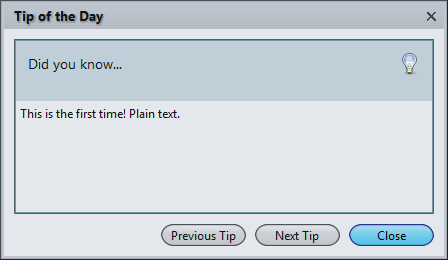 Tip of the Day
Did you know...
This is the first time! Plain text.
Previous Tip
Next Tip
Close